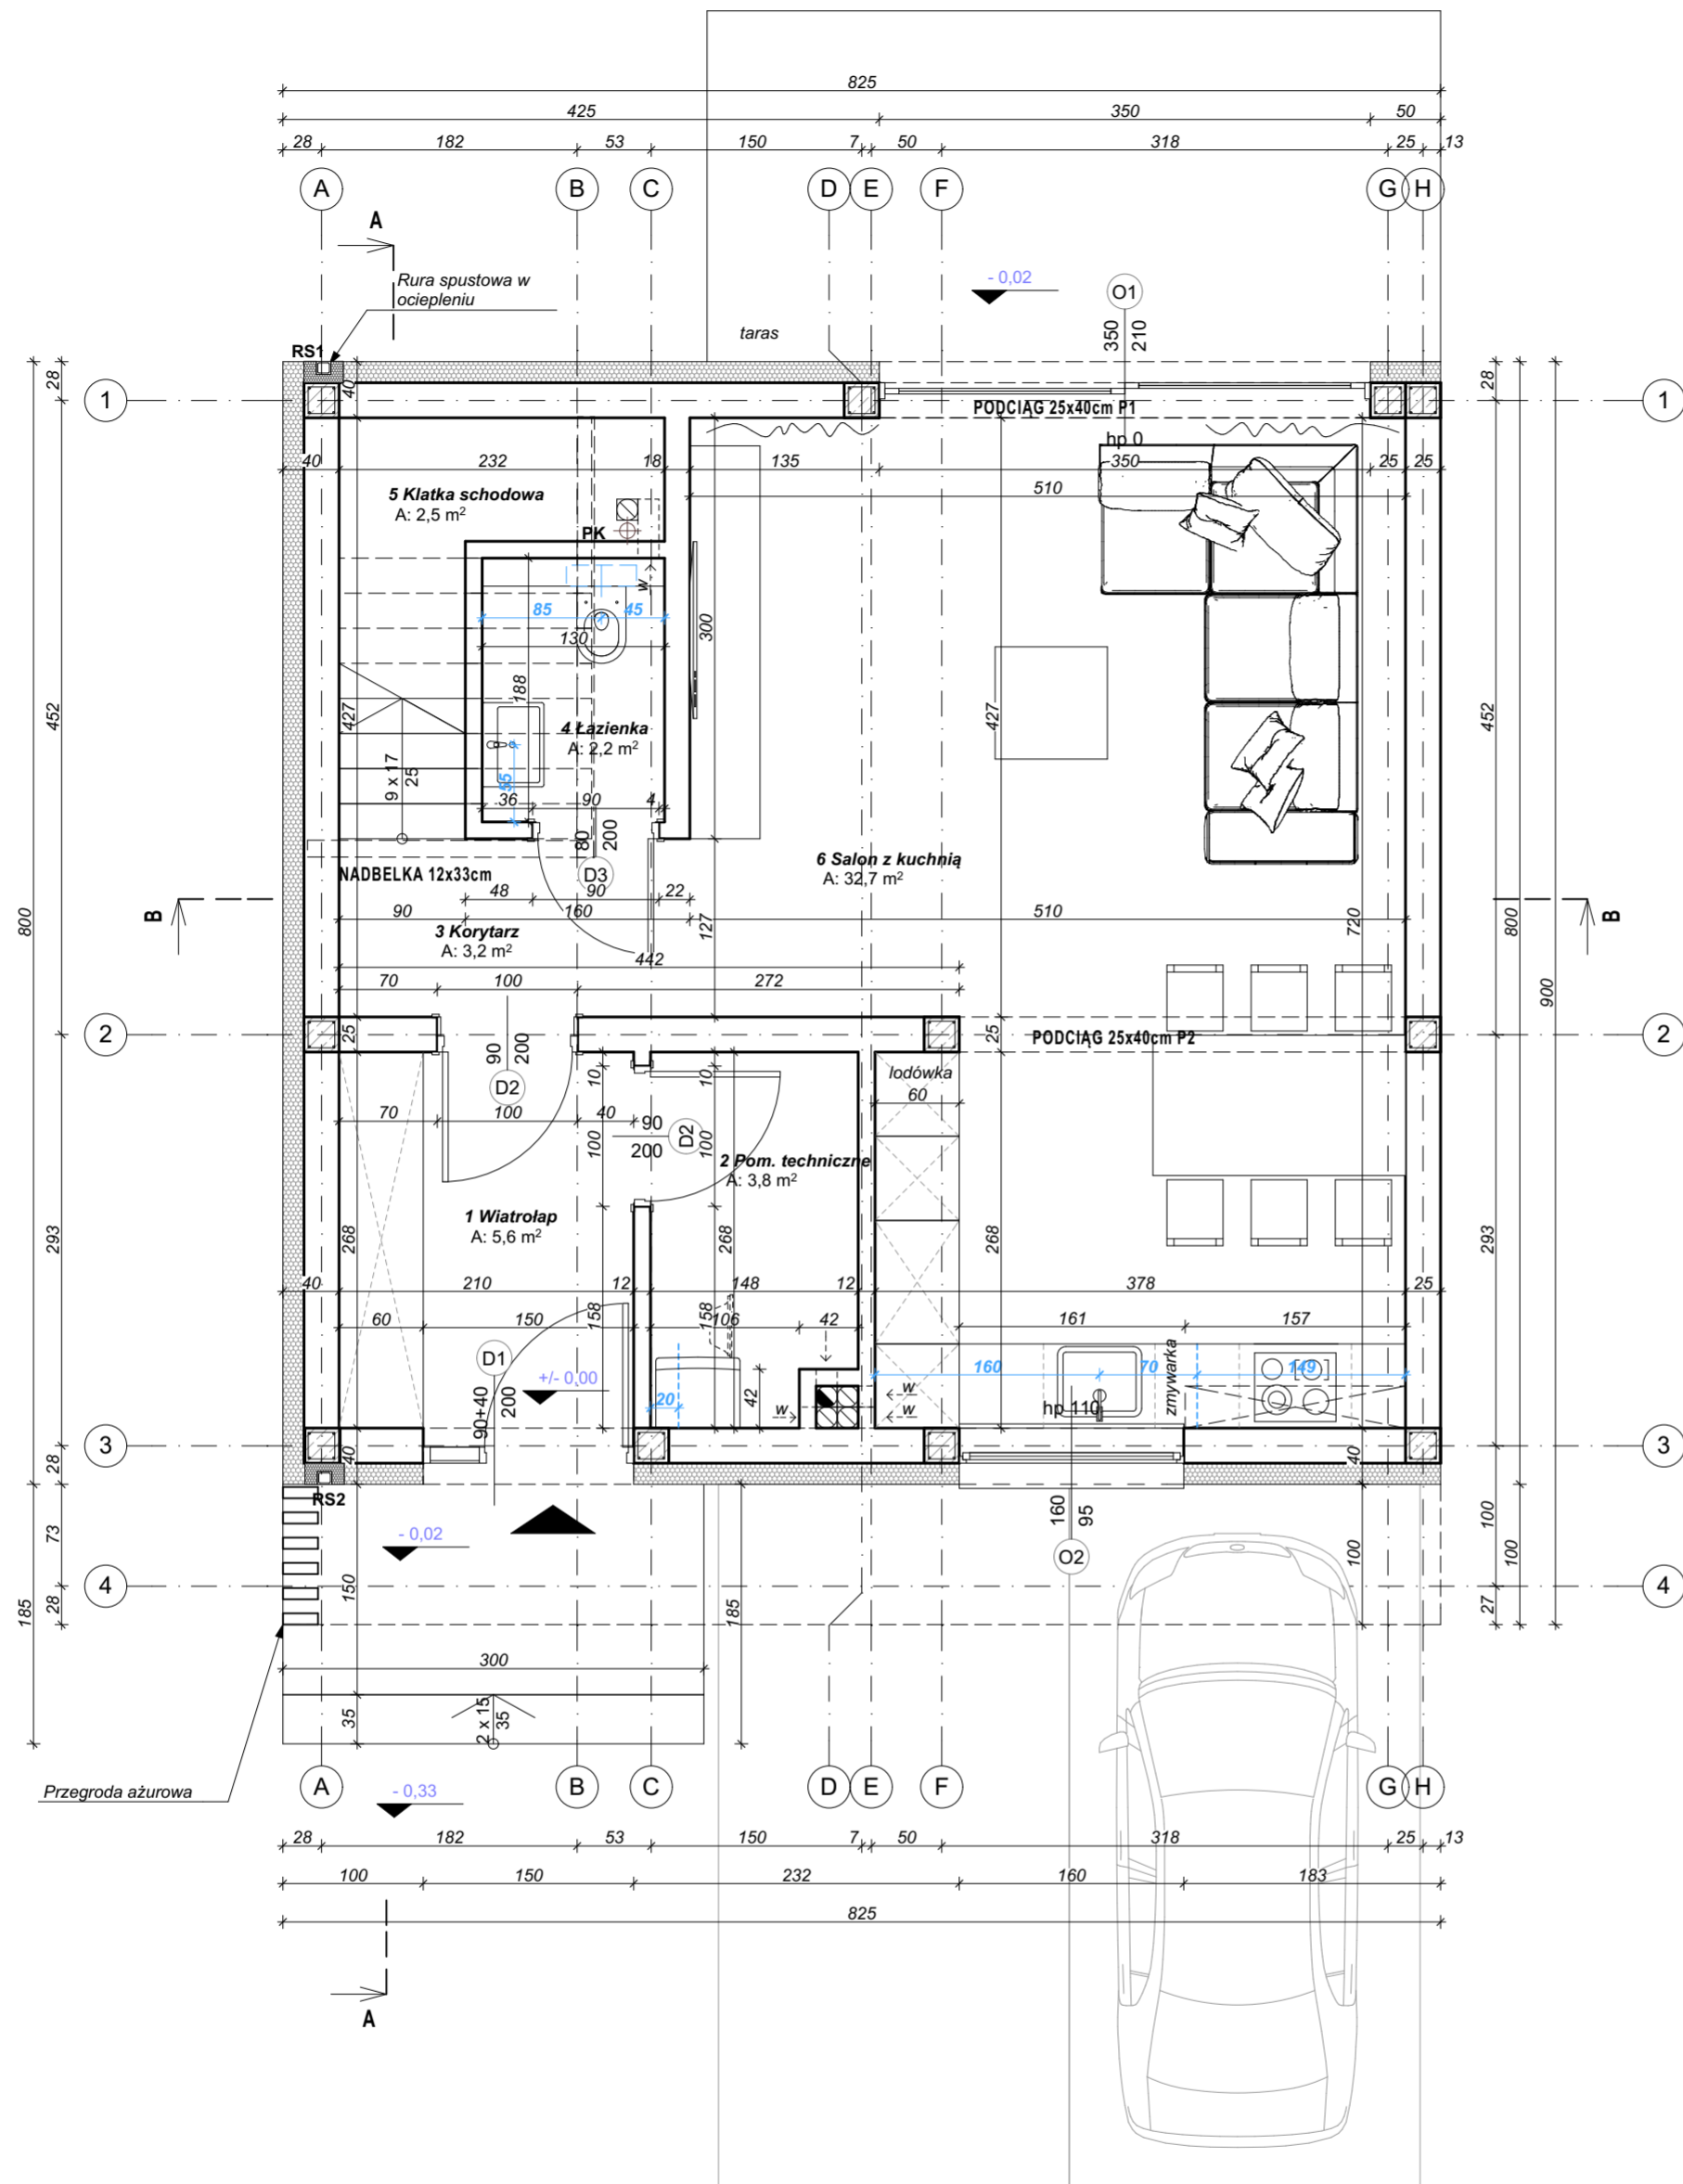 825
425 350 50
28 182 53 150 7 50 318 25 13
A B C D E F G H
A
Rura spustowa w
ociepleniu
- 0,02
O1
350 210
taras
RS1
28 40 28
1 1
PODCIĄG 25x40cm P1
hp 0
40 232 18 135 350 25 25
510
5 Klatka schodowa
A: 2,5 m²
PK
w
85 45
130
300
188
452 427 427 452
4 Łazienka
A: 2,2 m²
9 x 17
25
55
36 90 4
80
200
D3
6 Salon z kuchnią
A: 32,7 m²
NADBELKA 12x33cm
48 90 22
B B
90 160 510
800 127 720 800 900
3 Korytarz
A: 3,2 m²
442
70 100 272
2 25 25 2
PODCIĄG 25x40cm P2
90
200
D2
10 10
lodówka
60
70 100 40
90
200
D2
100 100
2 Pom. techniczne
A: 3,8 m²
1 Wiatrołap
A: 5,6 m²
293 268 268 268 293
40 210 12 148 12 378 25
60 150 158 158 106 42 161 157
D1
90+40
200
+/- 0,00
20
42
w w
w
160 70 149
zmywarka
hp 110
3 3
28 40 40
RS2
160
95
O2
- 0,02
73 100 100 100
4 4
185 28 150 185 27
300
35
2 x 15
35
Przegroda ażurowa
- 0,33
A B C D E F G H
28 182 53 150 7 50 318 25 13
100 150 232 160 183
825
A